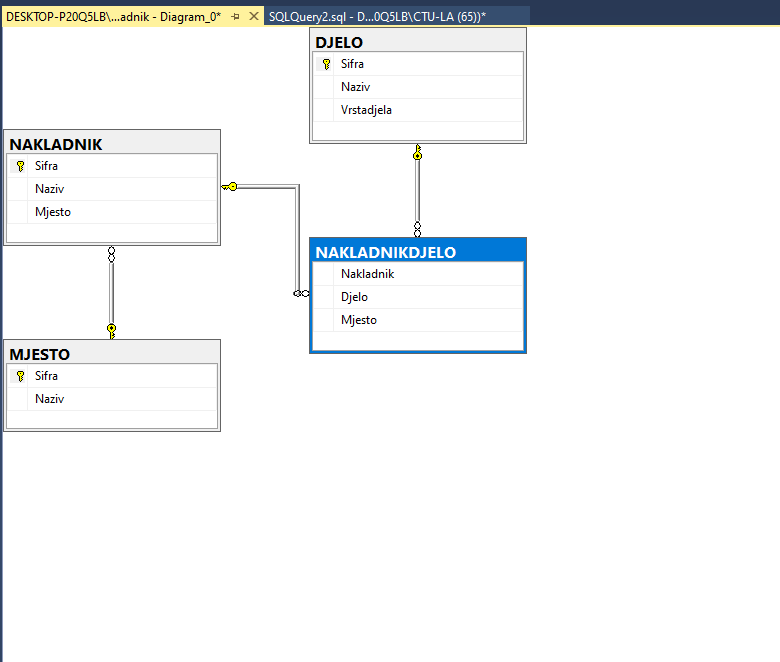 DESKTOP-P20Q5LB\...adnik - Diagram_0*
SQLQuery2.sql - D...0Q5LB\CTU-LA (65))*
DJELO
Sifra
Naziv
Vrstadjela
NAKLADNIK
Sifra
Naziv
Mjesto
NAKLADNIKDJELO
Nakladnik
Djelo
Mjesto
MJESTO
Sifra
Naziv